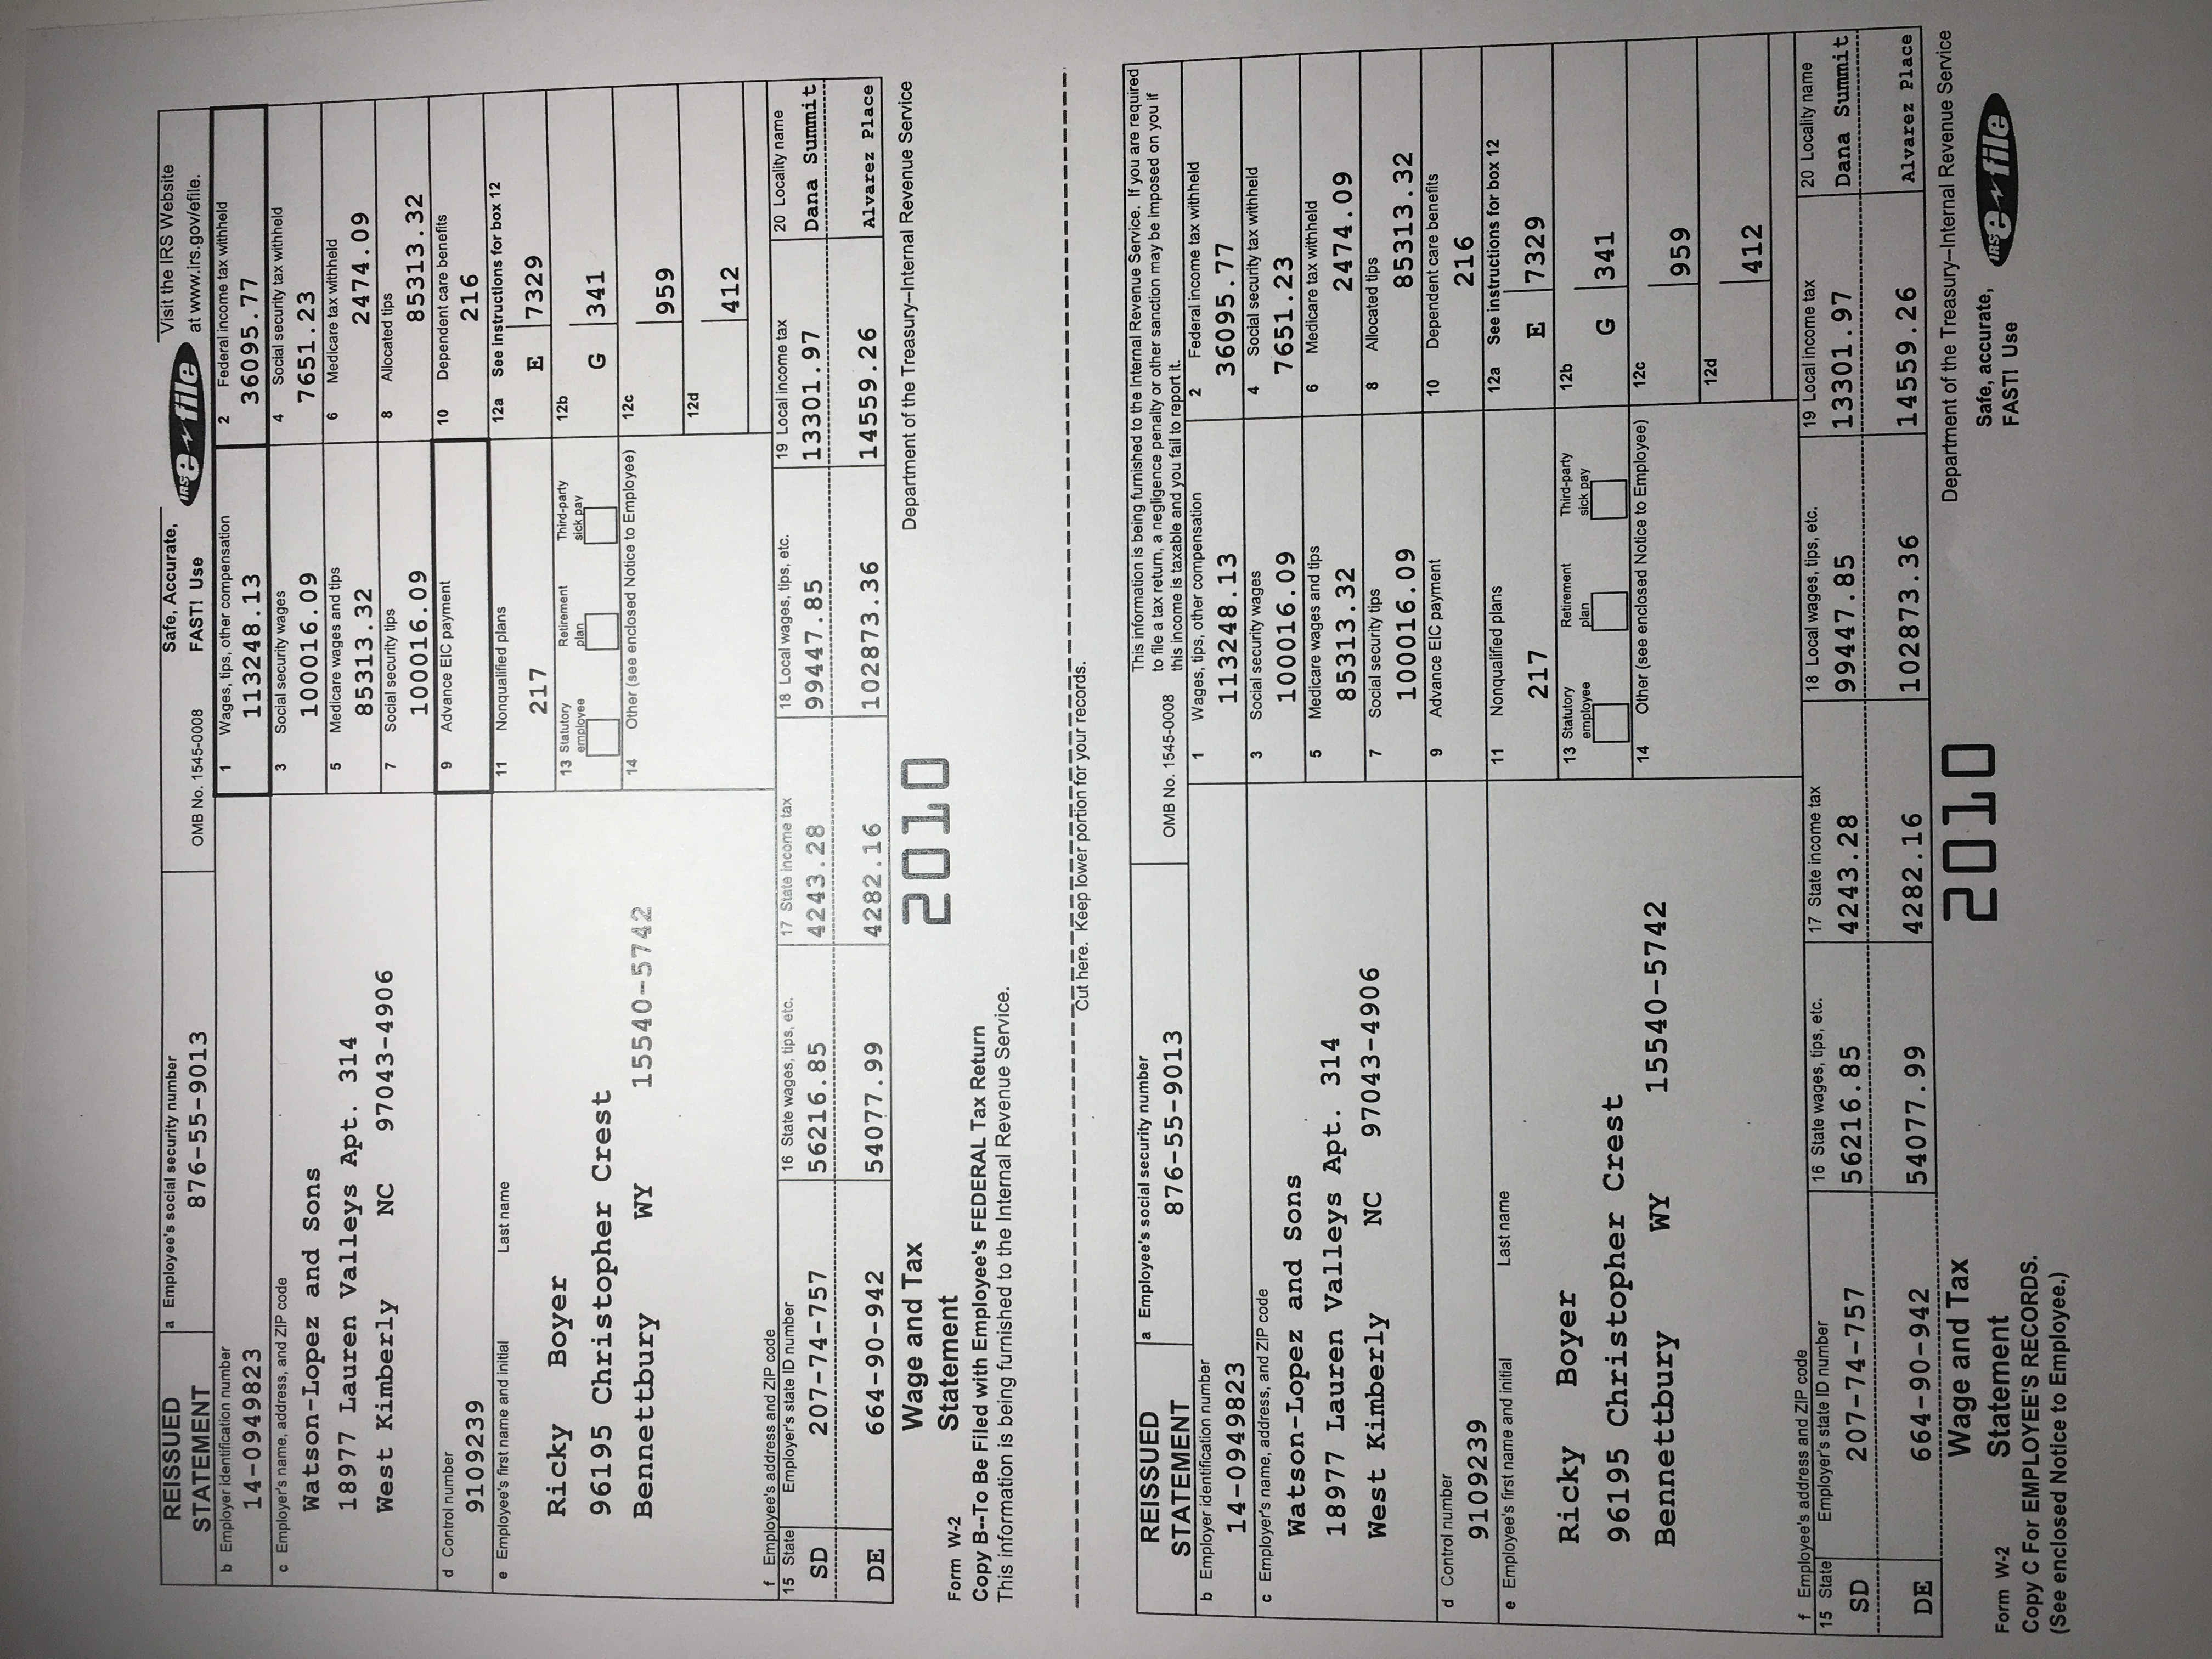 REISSUED STATEMENT
a Employee's social security number
876-55-9013
OMB No. 1545-0008
Safe, Accurate, FAST! Use
IRS e-file
Visit the IRS Website at www.irs.gov/efile.
b Employer identification number
14-0949823
1 Wages, tips, other compensation
113248.13
2 Federal income tax withheld
36095.77
c Employer's name, address, and ZIP code
Watson-Lopez and Sons
18977 Lauren Valleys Apt. 314
West Kimberly NC 97043-4906
3 Social security wages
100016.09
4 Social security tax withheld
7651.23
5 Medicare wages and tips
85313.32
6 Medicare tax withheld
2474.09
7 Social security tips
100016.09
8 Allocated tips
85313.32
d Control number
9109239
9 Advance EIC payment
10 Dependent care benefits
216
e Employee's first name and initial Last name
Ricky Boyer
96195 Christopher Crest
Bennettbury WY 15540-5742
11 Nonqualified plans
217
12a See instructions for box 12
E 7329
13 Statutory employee Retirement plan Third-party sick pay
12b
G 341
14 Other (see enclosed Notice to Employee)
12c
959
12d
412
f Employee's address and ZIP code
15 State Employer's state ID number 16 State wages, tips, etc. 17 State income tax 18 Local wages, tips, etc. 19 Local income tax 20 Locality name
SD 207-74-757 56216.85 4243.28 99447.85 13301.97 Dana Summit
DE 664-90-942 54077.99 4282.16 102873.36 14559.26 Alvarez Place
Form W-2 Wage and Tax Statement
2010
Department of the Treasury--Internal Revenue Service
Copy B--To Be Filed with Employee's FEDERAL Tax Return
This information is being furnished to the Internal Revenue Service.
Cut here. Keep lower portion for your records.
REISSUED STATEMENT
a Employee's social security number
876-55-9013
OMB No. 1545-0008
This information is being furnished to the Internal Revenue Service. If you are required
to file a tax return, a negligence penalty or other sanction may be imposed on you if
this income is taxable and you fail to report it.
b Employer identification number
14-0949823
1 Wages, tips, other compensation
113248.13
2 Federal income tax withheld
36095.77
c Employer's name, address, and ZIP code
Watson-Lopez and Sons
18977 Lauren Valleys Apt. 314
West Kimberly NC 97043-4906
3 Social security wages
100016.09
4 Social security tax withheld
7651.23
5 Medicare wages and tips
85313.32
6 Medicare tax withheld
2474.09
7 Social security tips
100016.09
8 Allocated tips
85313.32
d Control number
9109239
9 Advance EIC payment
10 Dependent care benefits
216
e Employee's first name and initial Last name
Ricky Boyer
96195 Christopher Crest
Bennettbury WY 15540-5742
11 Nonqualified plans
217
12a See instructions for box 12
E 7329
13 Statutory employee Retirement plan Third-party sick pay
12b
G 341
14 Other (see enclosed Notice to Employee)
12c
959
12d
412
f Employee's address and ZIP code
15 State Employer's state ID number 16 State wages, tips, etc. 17 State income tax 18 Local wages, tips, etc. 19 Local income tax 20 Locality name
SD 207-74-757 56216.85 4243.28 99447.85 13301.97 Dana Summit
DE 664-90-942 54077.99 4282.16 102873.36 14559.26 Alvarez Place
Form W-2 Wage and Tax Statement
2010
Department of the Treasury--Internal Revenue Service
Safe, accurate, FAST! Use
IRS e-file
Copy C For EMPLOYEE'S RECORDS.
(See enclosed Notice to Employee.)